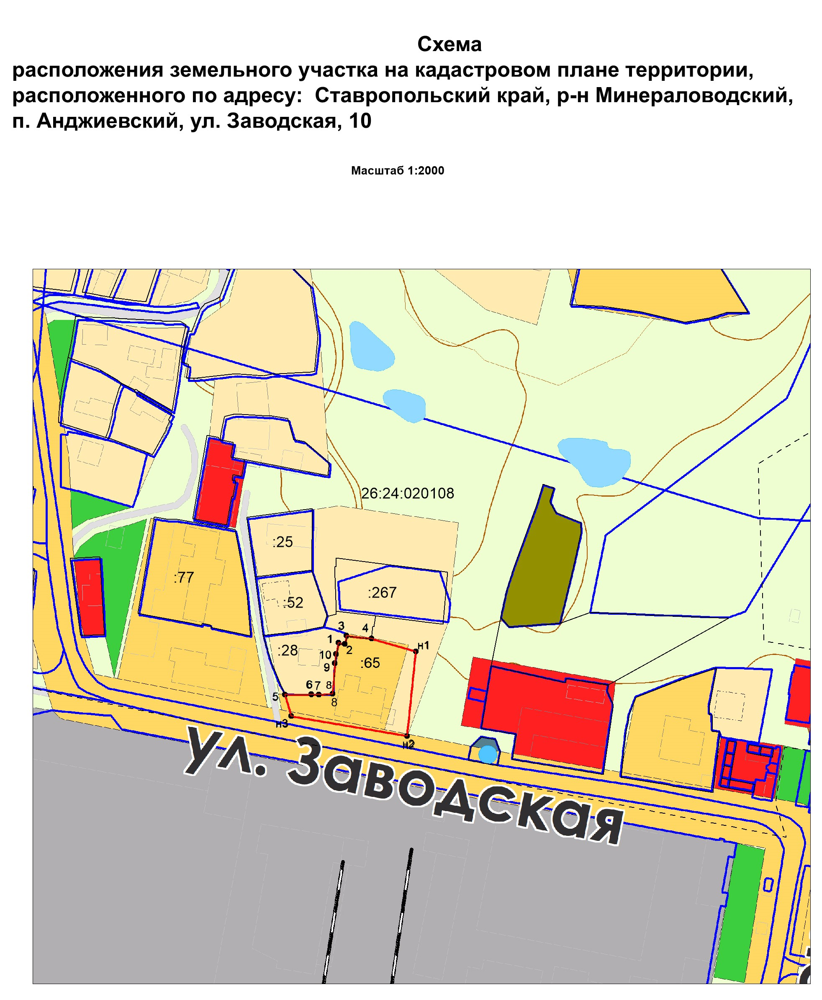 Схема
расположения земельного участка на кадастровом плане территории,
расположенного по адресу: Ставропольский край, р-н Минераловодский,
п. Анджиевский, ул. Заводская, 10
Масштаб 1:2000
26:24:020108
:25
:77
:267
:52
3
4
1
2
н1
:28
10
:65
9
6
7
8
5
8
н3
н2
ул. Заводская